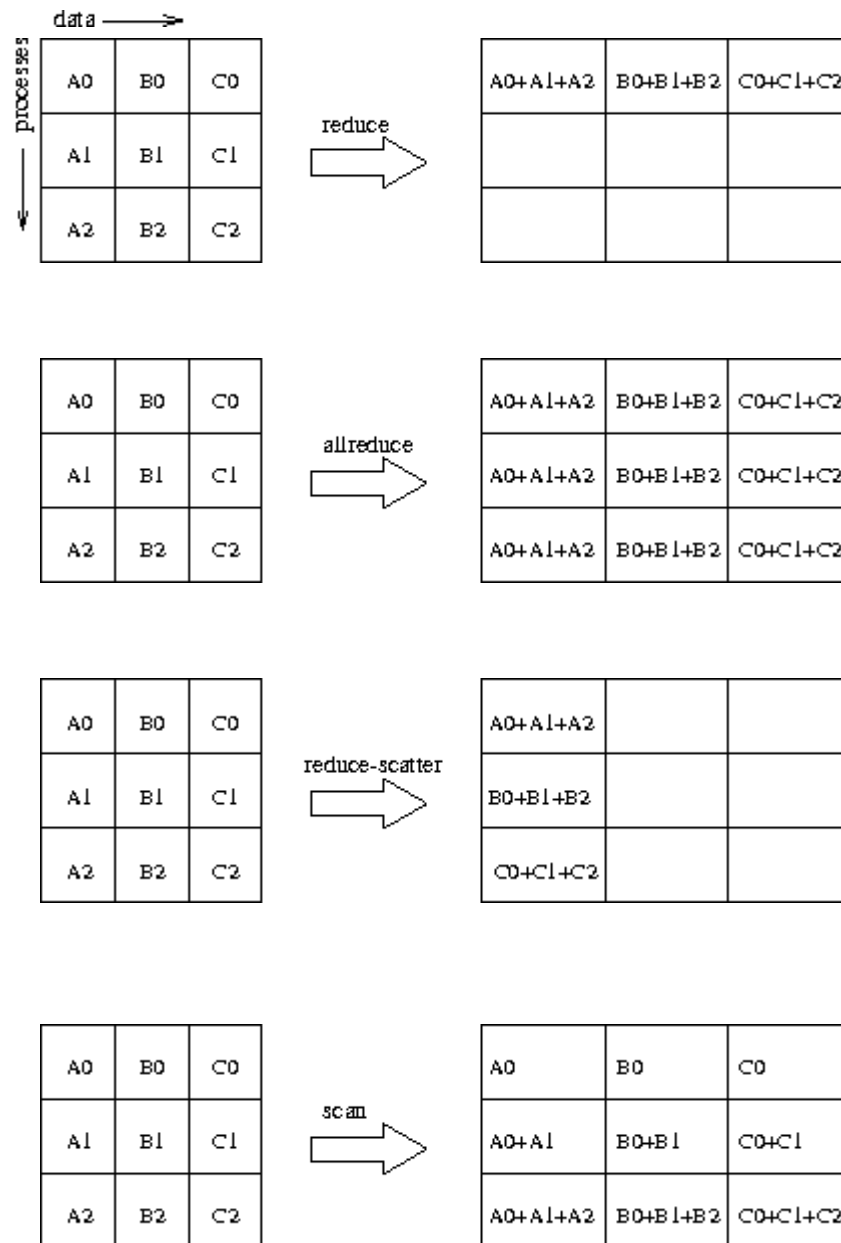 data
processes
A0 B0 C0 A0+A1+A2 B0+B1+B2 C0+C1+C2
reduce
A1 B1 C1
A2 B2 C2
A0 B0 C0 A0+A1+A2 B0+B1+B2 C0+C1+C2
allreduce
A1 B1 C1 A0+A1+A2 B0+B1+B2 C0+C1+C2
A2 B2 C2 A0+A1+A2 B0+B1+B2 C0+C1+C2
A0 B0 C0 A0+A1+A2
reduce-scatter
A1 B1 C1 B0+B1+B2
A2 B2 C2 C0+C1+C2
A0 B0 C0 A0 B0 C0
scan
A1 B1 C1 A0+A1 B0+B1 C0+C1
A2 B2 C2 A0+A1+A2 B0+B1+B2 C0+C1+C2